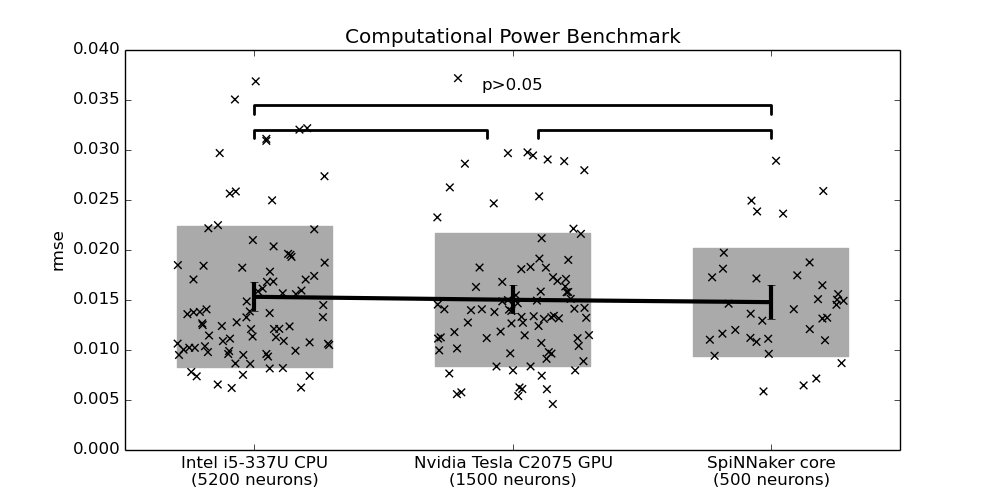 Computational Power Benchmark
0.040
0.035
0.030
0.025
0.020
0.015
0.010
0.005
0.000
rmse
p>0.05
Intel i5-337U CPU
(5200 neurons)
Nvidia Tesla C2075 GPU
(1500 neurons)
SpiNNaker core
(500 neurons)